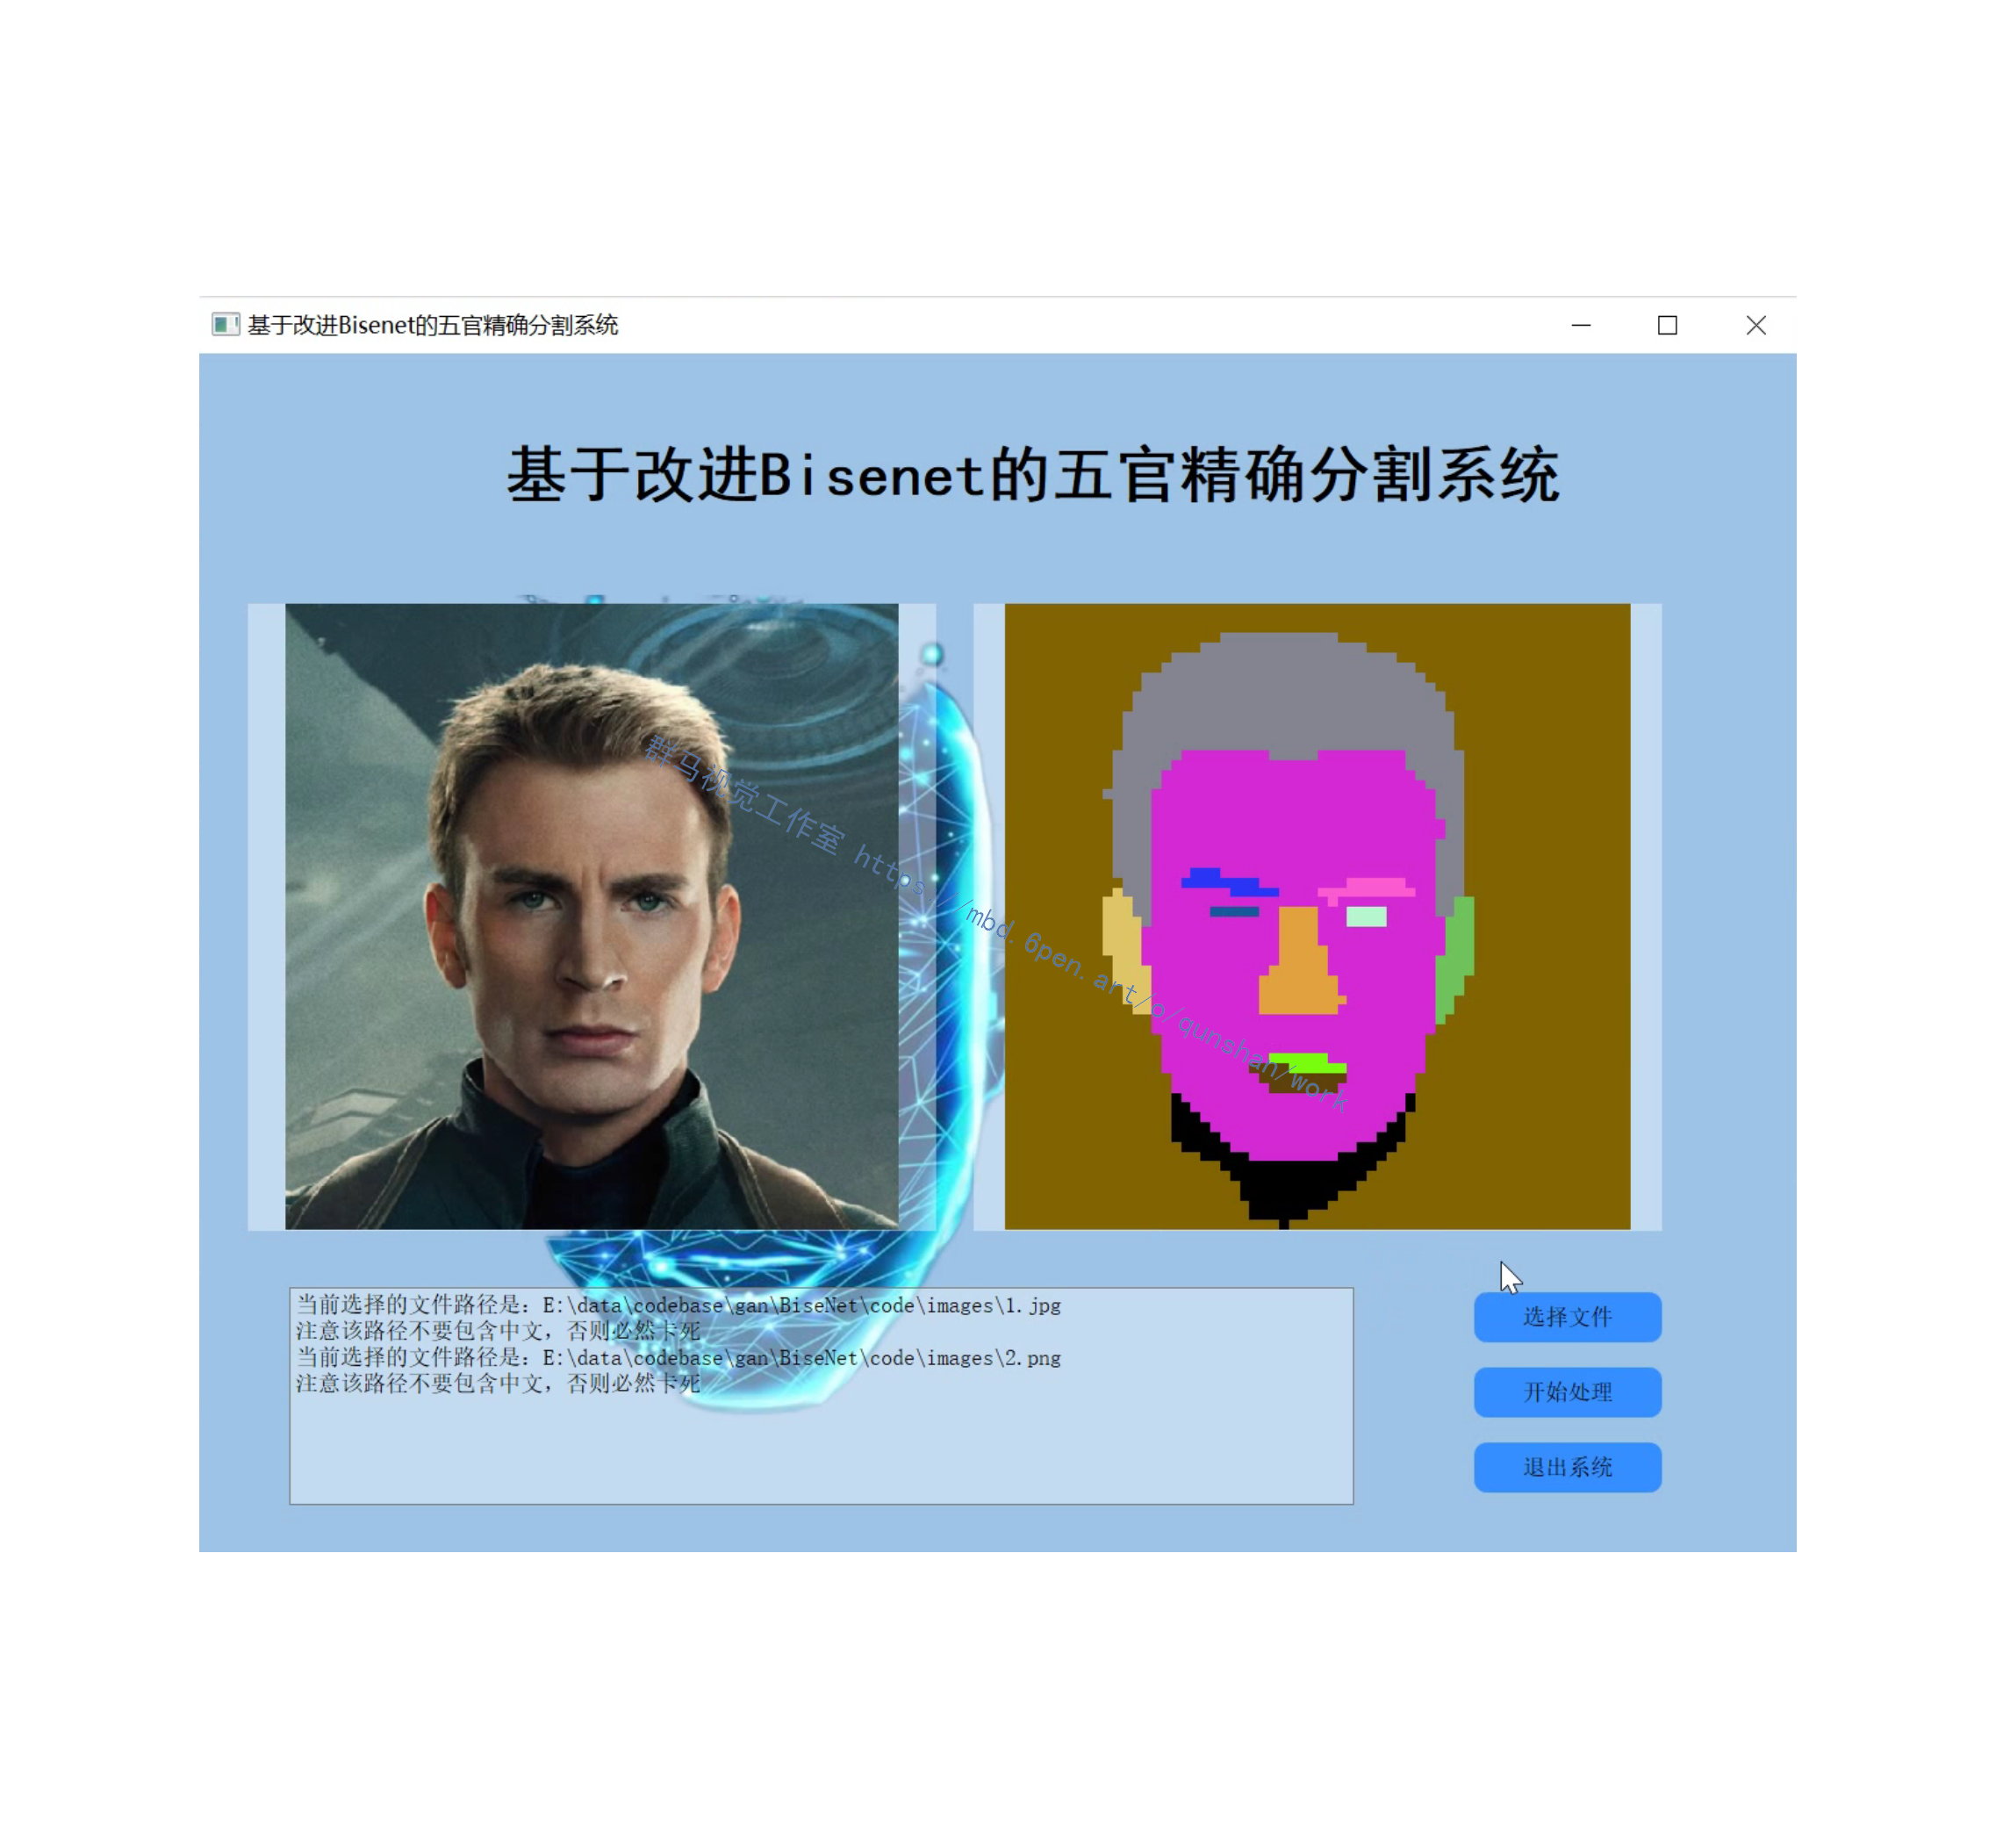 基于改进Bisenet的五官精确分割系统
基于改进Bisenet的五官精确分割系统
群马视觉工作室 https://mbd.6pen.art/o/qunshan/work
当前选择的文件路径是：E:\data\codebase\gan\BiseNet\code\images\1.jpg
注意该路径不要包含中文，否则必然卡死
当前选择的文件路径是：E:\data\codebase\gan\BiseNet\code\images\2.png
注意该路径不要包含中文，否则必然卡死
选择文件
开始处理
退出系统